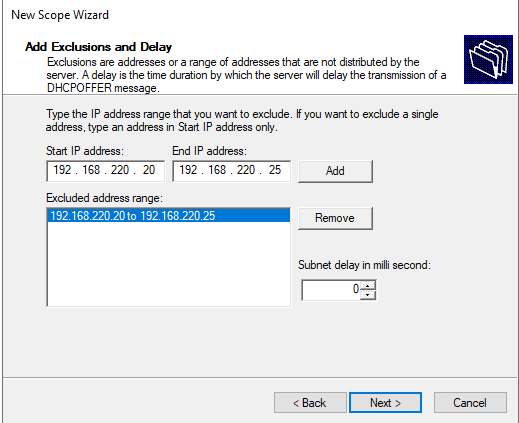 New Scope Wizard
Add Exclusions and Delay
Exclusions are addresses or a range of addresses that are not distributed by the
server. A delay is the time duration by which the server will delay the transmission of a
DHCPOFFER message.
Type the IP address range that you want to exclude. If you want to exclude a single
address, type an address in Start IP address only.
Start IP address: End IP address:
192 . 168 . 220 . 20 192 . 168 . 220 . 25 Add
Excluded address range:
192.168.220.20 to 192.168.220.25 Remove
Subnet delay in milli second:
0
< Back Next > Cancel